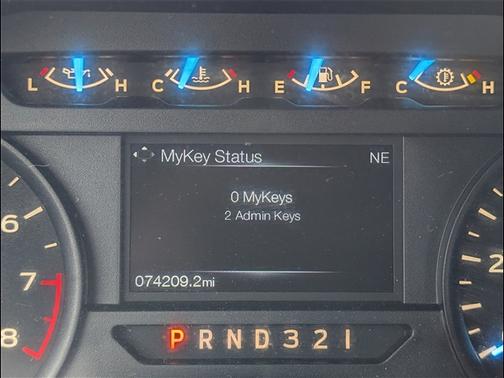 L H C H E F C H
MyKey Status NE
0 MyKeys
2 Admin Keys
074209.2mi
6
7
8
2
P R N D 3 2 1